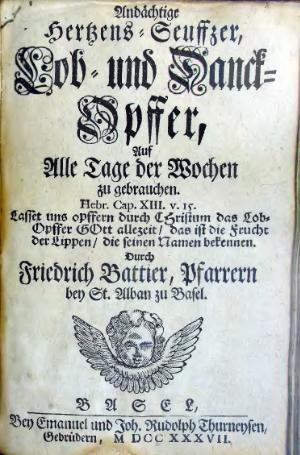 Andächtige
Hertzens-Seuffzer,
Lob- und Danck-
Opffer,
Auf
Alle Tage der Wochen
zu gebrauchen.
Hebr. Cap. XIII. v. 15.
Lasset uns opffern durch CHristum das Lob-
Opffer GOtt allezeit / das ist die Frucht
der Lippen / die seinen Namen bekennen.
Durch
Friedrich Battier, Pfarrern
bey St. Alban zu Basel.
BASEL,
Bey Emanuel und Joh. Rudolph Thurneysen,
Gebrüdern, M DCC XXXVII.